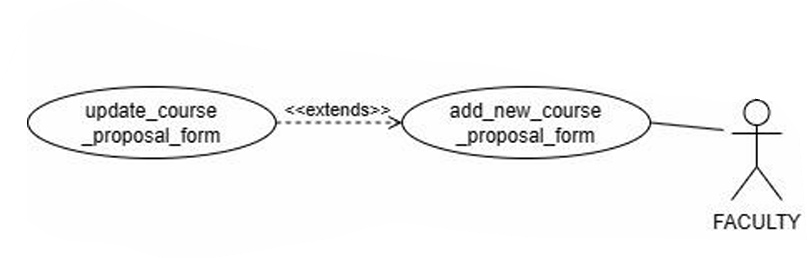 update_course
_proposal_form
<<extends>>
add_new_course
_proposal_form
FACULTY